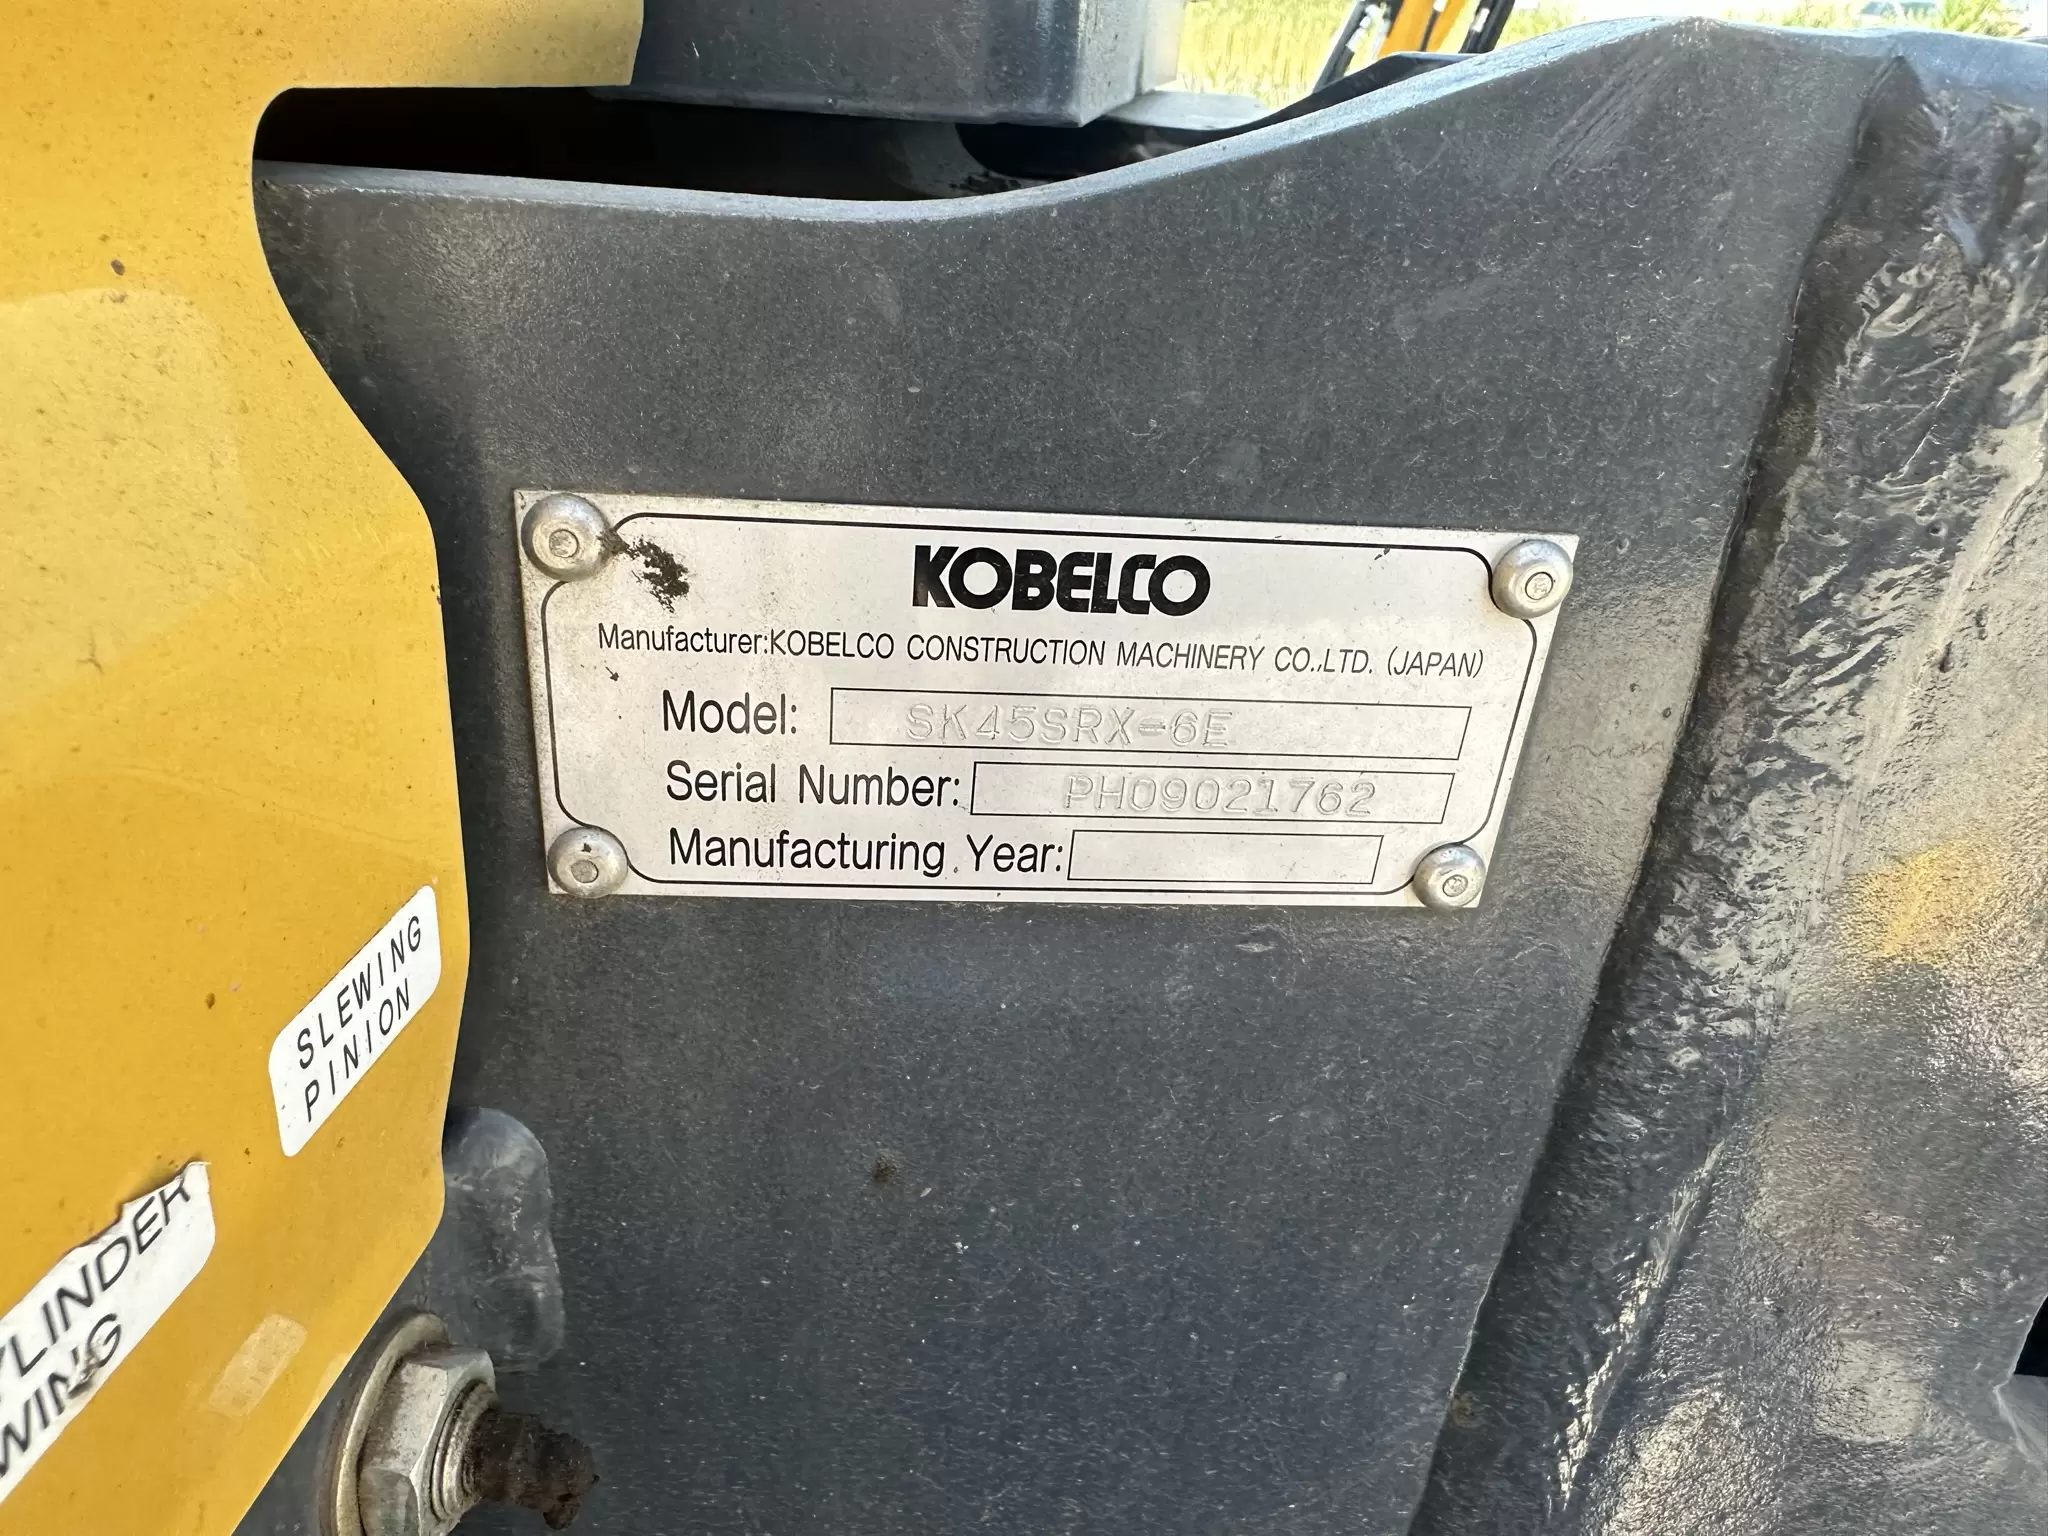 KOBELCO
Manufacturer:KOBELCO CONSTRUCTION MACHINERY CO.,LTD. (JAPAN)
Model: SK45SRX-6E
Serial Number: PH09021762
Manufacturing Year:
SLEWING
PINION
YLINDER
WING